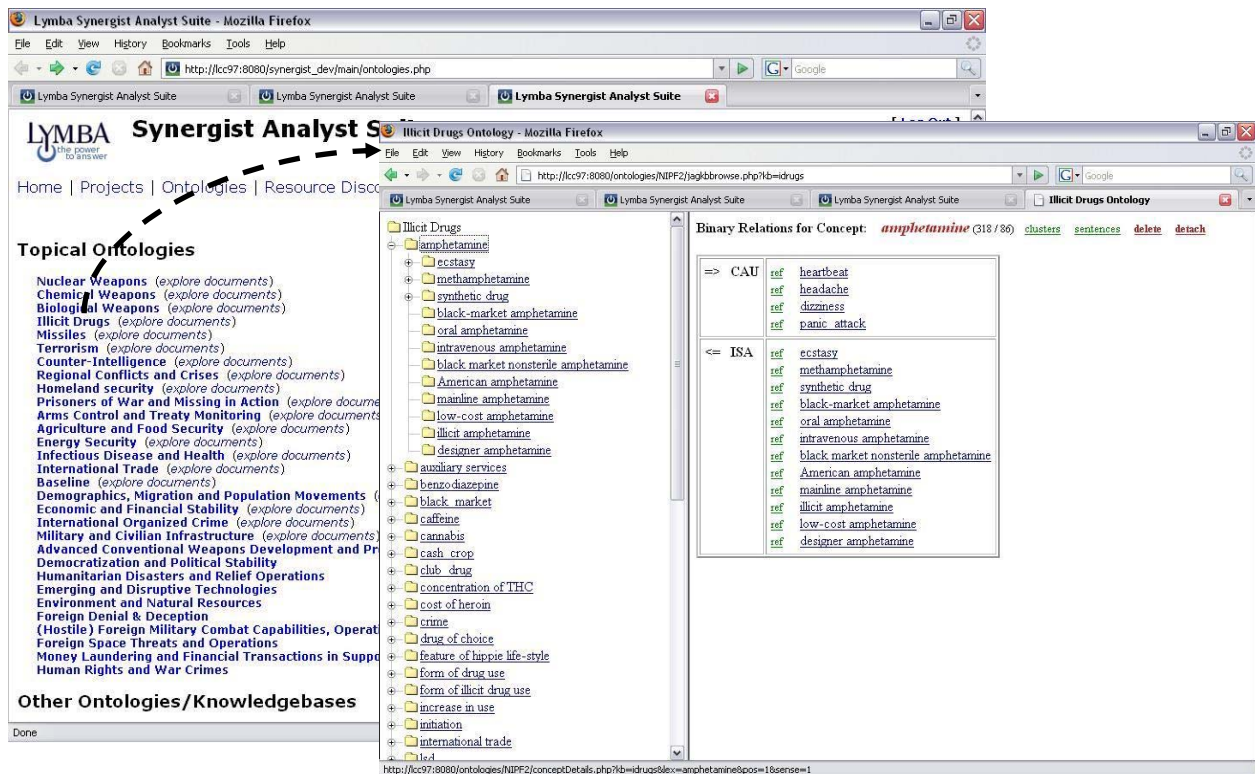 Lymba Synergist Analyst Suite - Mozilla Firefox
File Edit View History Bookmarks Tools Help
http://lcc97:8080/synergist_dev/main/ontologies.php
Google
Lymba Synergist Analyst Suite
Lymba Synergist Analyst Suite
Lymba Synergist Analyst Suite
LYMBA
the power
to answer
Synergist Analyst
Home | Projects | Ontologies | Resource
Topical Ontologies
Nuclear Weapons (explore documents)
Chemical Weapons (explore documents)
Biological Weapons (explore documents)
Illicit Drugs (explore documents)
Missiles (explore documents)
Terrorism (explore documents)
Counter-Intelligence (explore documents)
Regional Conflicts and Crises (explore documents)
Homeland security (explore documents)
Prisoners of War and Missing in Action (explore docume
Arms Control and Treaty Monitoring (explore documents
Agriculture and Food Security (explore documents)
Energy Security (explore documents)
Infectious Disease and Health (explore documents)
International Trade (explore documents)
Baseline (explore documents)
Demographics, Migration and Population Movements (
Economic and Financial Stability (explore documents)
International Organized Crime (explore documents)
Military and Civilian Infrastructure (explore documents)
Advanced Conventional Weapons Development and Pr
Democratization and Political Stability
Humanitarian Disasters and Relief Operations
Emerging and Disruptive Technologies
Environment and Natural Resources
Foreign Denial & Deception
(Hostile) Foreign Military Combat Capabilities, Operati
Foreign Space Threats and Operations
Money Laundering and Financial Transactions in Suppo
Human Rights and War Crimes
Other Ontologies/Knowledgebases
Done
Illicit Drugs Ontology - Mozilla Firefox
File Edit View History Bookmarks Tools Help
http://lcc97:8080/ontologies/NIPF2/jagkbbrowse.php?kb=idrugs
Google
Lymba Synergist Analyst Suite
Lymba Synergist Analyst Suite
Lymba Synergist Analyst Suite
Illicit Drugs Ontology
Illicit Drugs
amphetamine
ecstasy
methamphetamine
synthetic drug
black-market amphetamine
oral amphetamine
intravenous amphetamine
black market nonsterile amphetamine
American amphetamine
mainline amphetamine
low-cost amphetamine
illicit amphetamine
designer amphetamine
auxiliary services
benzodiazepine
black_market
caffeine
cannabis
cash_crop
club_drug
concentration of THC
cost of heroin
crime
drug of choice
feature of hippie life-style
form of drug use
form of illicit drug use
increase in use
initiation
international trade
lsd
Binary Relations for Concept: amphetamine (318 / 86) clusters sentences delete detach
=> CAU ref heartbeat
ref headache
ref dizziness
ref panic_attack
<= ISA ref ecstasy
ref methamphetamine
ref synthetic drug
ref black-market amphetamine
ref oral amphetamine
ref intravenous amphetamine
ref black market nonsterile amphetamine
ref American amphetamine
ref mainline amphetamine
ref illicit amphetamine
ref low-cost amphetamine
ref designer amphetamine
http://lcc97:8080/ontologies/NIPF2/conceptDetails.php?kb=idrugs&lex=amphetamine&pos=1&sense=1